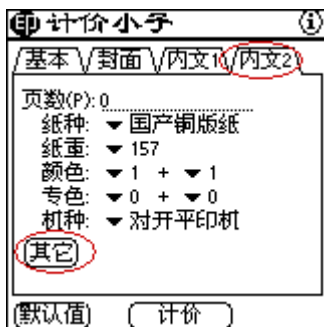 计价小子
基本 封面 内文1 内文2
页数(P): 0
纸种: 国产铜版纸
纸重: 157
颜色: 1 + 1
专色: 0 + 0
机种: 对开平印机
其它
默认值 计价